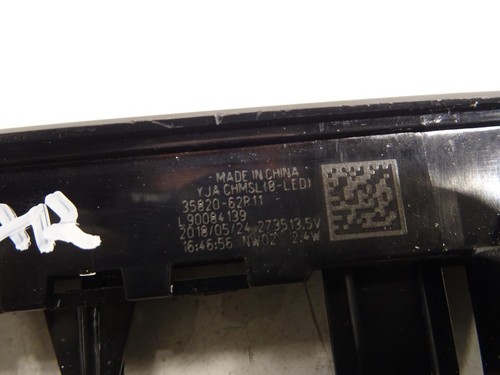 MADE IN CHINA
YJA CHMSL(8-LED)
35820-62R11
L90084139
2018/05/24 2735 13.5V
16:46:56 NW02 2.4W